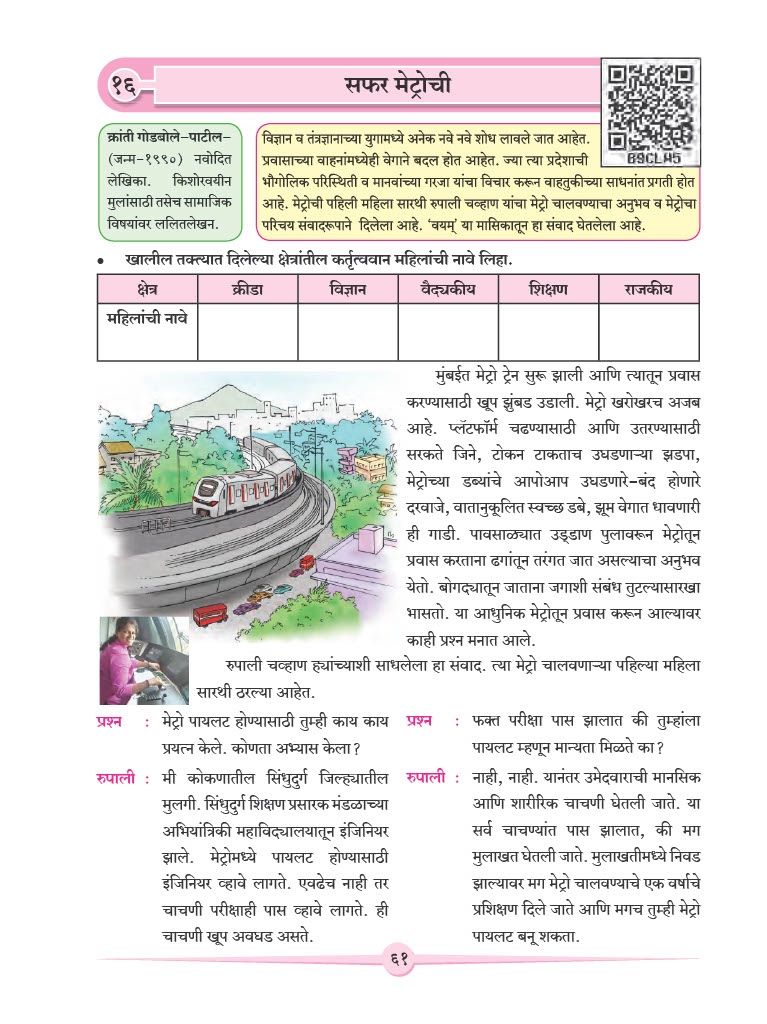 १६
सफर मेट्रोची
B9CLW5
क्रांती गोडबोले-पाटील-
(जन्म-१९९०) नवोदित
लेखिका. किशोरवयीन
मुलांसाठी तसेच सामाजिक
विषयांवर ललितलेखन.
विज्ञान व तंत्रज्ञानाच्या युगामध्ये अनेक नवे नवे शोध लावले जात आहेत.
प्रवासाच्या वाहनांमध्येही वेगाने बदल होत आहेत. ज्या त्या प्रदेशाची
भौगोलिक परिस्थिती व मानवांच्या गरजा यांचा विचार करून वाहतुकीच्या साधनांत प्रगती होत
आहे. मेट्रोची पहिली महिला सारथी रुपाली चव्हाण यांचा मेट्रो चालवण्याचा अनुभव व मेट्रोचा
परिचय संवादरूपाने दिलेला आहे. ‘वयम्’ या मासिकातून हा संवाद घेतलेला आहे.
• खालील तक्त्यात दिलेल्या क्षेत्रांतील कर्तृत्ववान महिलांची नावे लिहा.
क्षेत्र क्रीडा विज्ञान वैद्यकीय शिक्षण राजकीय
महिलांची नावे
मुंबईत मेट्रो ट्रेन सुरू झाली आणि त्यातून प्रवास
करण्यासाठी खूप झुंबड उडाली. मेट्रो खरोखरच अजब
आहे. प्लॅटफॉर्म चढण्यासाठी आणि उतरण्यासाठी
सरकते जिने, टोकन टाकताच उघडणाऱ्या झडपा,
मेट्रोच्या डब्यांचे आपोआप उघडणारे-बंद होणारे
दरवाजे, वातानुकूलित स्वच्छ डबे, झूम वेगात धावणारी
ही गाडी. पावसाळ्यात उड्डाण पुलावरून मेट्रोतून
प्रवास करताना ढगांतून तरंगत जात असल्याचा अनुभव
येतो. बोगद्यातून जाताना जगाशी संबंध तुटल्यासारखा
भासतो. या आधुनिक मेट्रोतून प्रवास करून आल्यावर
काही प्रश्न मनात आले.
रुपाली चव्हाण ह्यांच्याशी साधलेला हा संवाद. त्या मेट्रो चालवणाऱ्या पहिल्या महिला
सारथी ठरल्या आहेत.
प्रश्न : मेट्रो पायलट होण्यासाठी तुम्ही काय काय
प्रयत्न केले. कोणता अभ्यास केला?
रुपाली : मी कोकणातील सिंधुदुर्ग जिल्ह्यातील
मुलगी. सिंधुदुर्ग शिक्षण प्रसारक मंडळाच्या
अभियांत्रिकी महाविद्यालयातून इंजिनियर
झाले. मेट्रोमध्ये पायलट होण्यासाठी
इंजिनियर व्हावे लागते. एवढेच नाही तर
चाचणी परीक्षाही पास व्हावे लागते. ही
चाचणी खूप अवघड असते.
प्रश्न : फक्त परीक्षा पास झालात की तुम्हांला
पायलट म्हणून मान्यता मिळते का?
रुपाली : नाही, नाही. यानंतर उमेदवाराची मानसिक
आणि शारीरिक चाचणी घेतली जाते. या
सर्व चाचण्यांत पास झालात, की मग
मुलाखत घेतली जाते. मुलाखतीमध्ये निवड
झाल्यावर मग मेट्रो चालवण्याचे एक वर्षाचे
प्रशिक्षण दिले जाते आणि मगच तुम्ही मेट्रो
पायलट बनू शकता.
६१